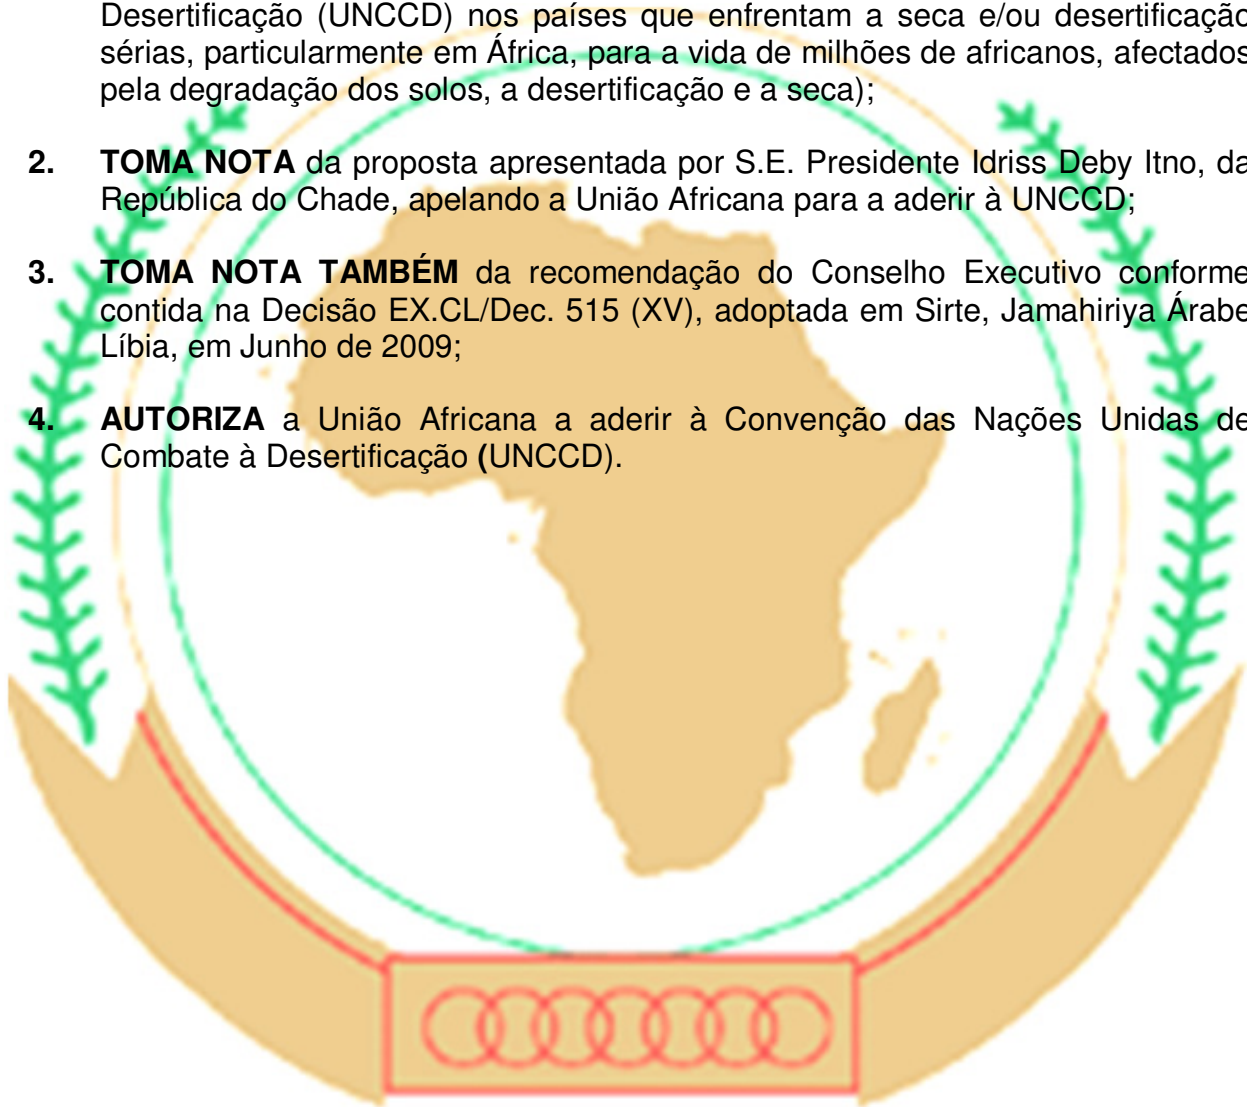 Desertificação (UNCCD) nos países que enfrentam a seca e/ou desertificação
sérias, particularmente em África, para a vida de milhões de africanos, afectados
pela degradação dos solos, a desertificação e a seca);
2. TOMA NOTA da proposta apresentada por S.E. Presidente Idriss Deby Itno, da
República do Chade, apelando a União Africana para a aderir à UNCCD;
3. TOMA NOTA TAMBÉM da recomendação do Conselho Executivo conforme
contida na Decisão EX.CL/Dec. 515 (XV), adoptada em Sirte, Jamahiriya Árabe
Líbia, em Junho de 2009;
4. AUTORIZA a União Africana a aderir à Convenção das Nações Unidas de
Combate à Desertificação (UNCCD).